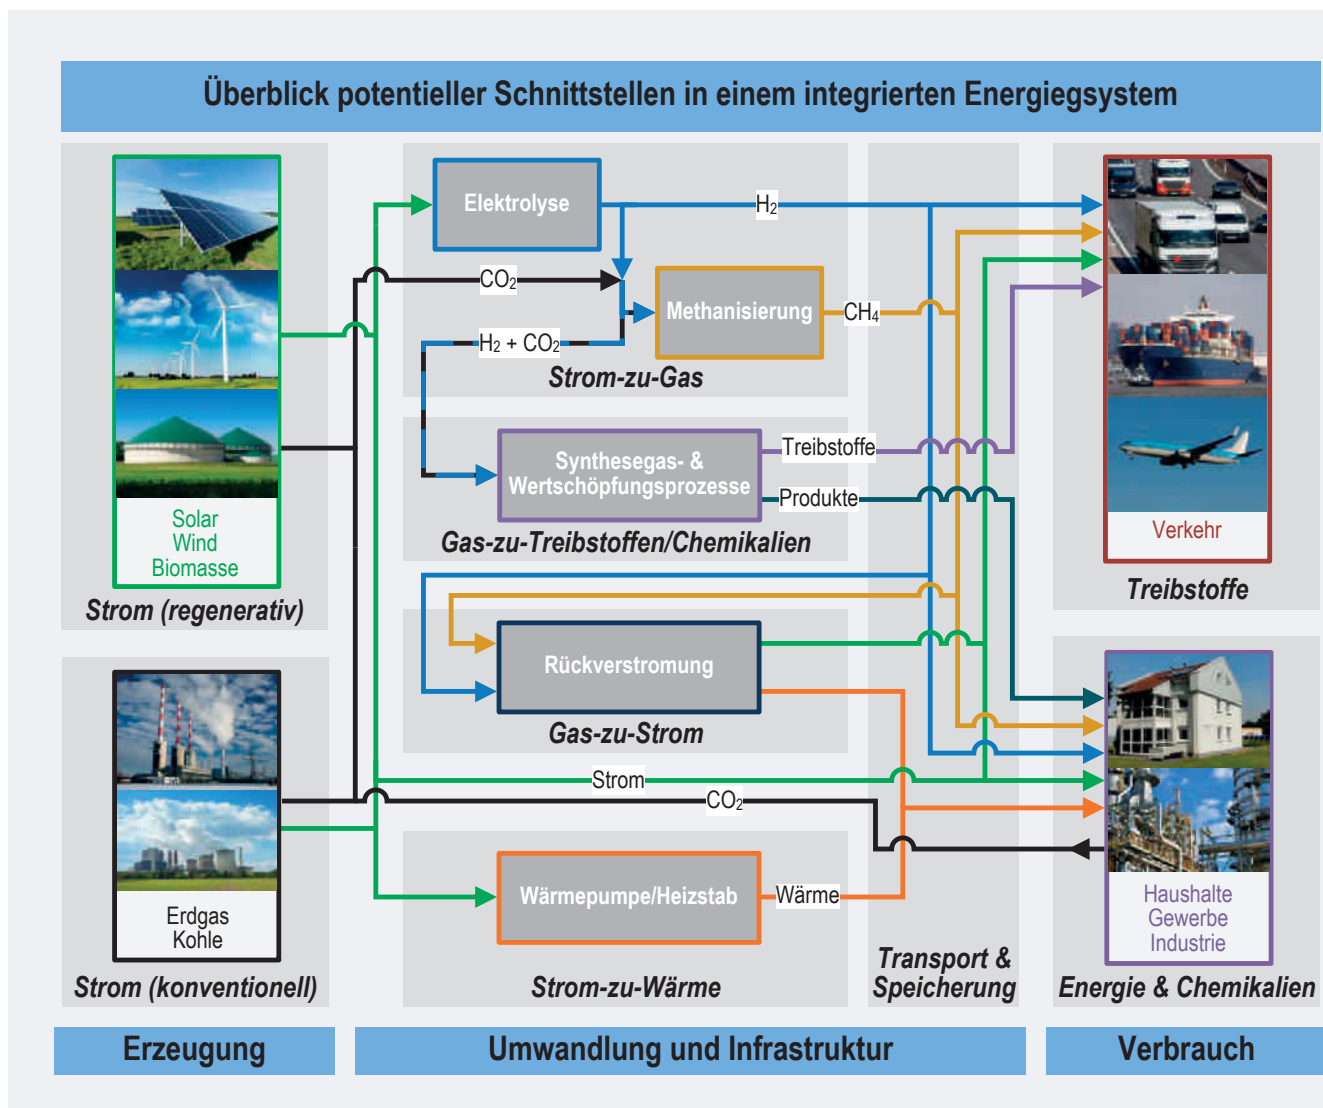 Überblick potentieller Schnittstellen in einem integrierten Energiegsystem
Solar
Wind
Biomasse
Strom (regenerativ)
Erdgas
Kohle
Strom (konventionell)
Elektrolyse
H₂
CO₂
Methanisierung
CH₄
H₂ + CO₂
Strom-zu-Gas
Synthesegas- &
Wertschöpfungsprozesse
Treibstoffe
Produkte
Gas-zu-Treibstoffen/Chemikalien
Rückverstromung
Gas-zu-Strom
Strom
CO₂
Wärmepumpe/Heizstab
Wärme
Strom-zu-Wärme
Transport &
Speicherung
Verkehr
Treibstoffe
Haushalte
Gewerbe
Industrie
Energie & Chemikalien
Erzeugung
Umwandlung und Infrastruktur
Verbrauch